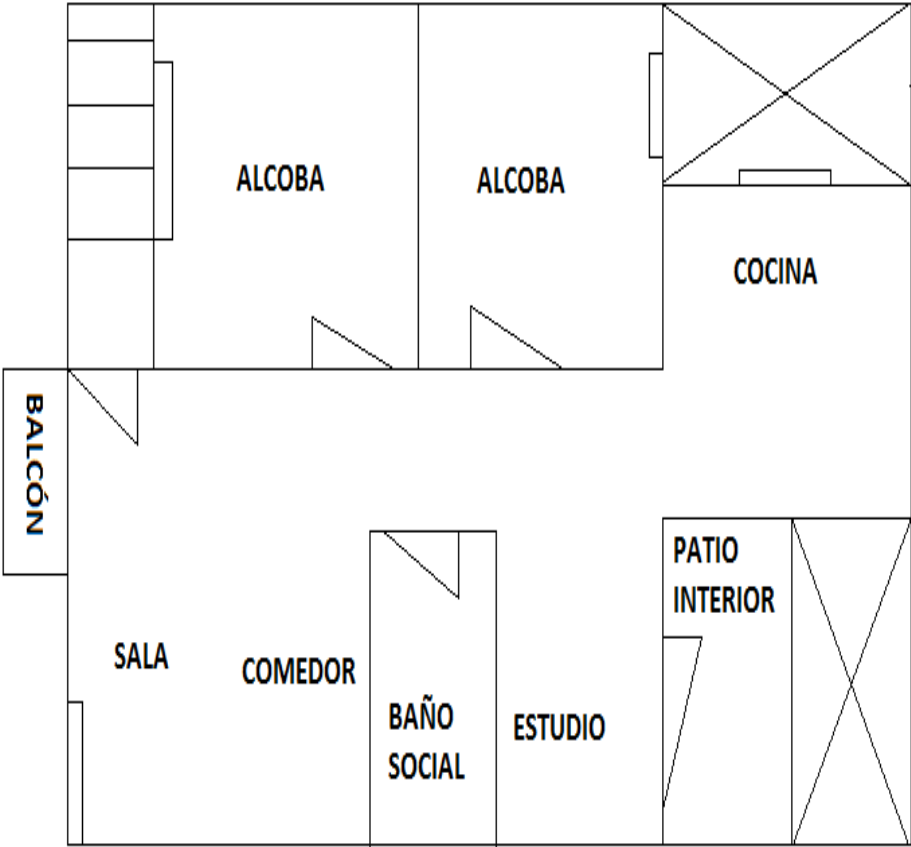 ALCOBA
ALCOBA
COCINA
BALCÓN
PATIO
INTERIOR
SALA
COMEDOR
BAÑO
SOCIAL
ESTUDIO